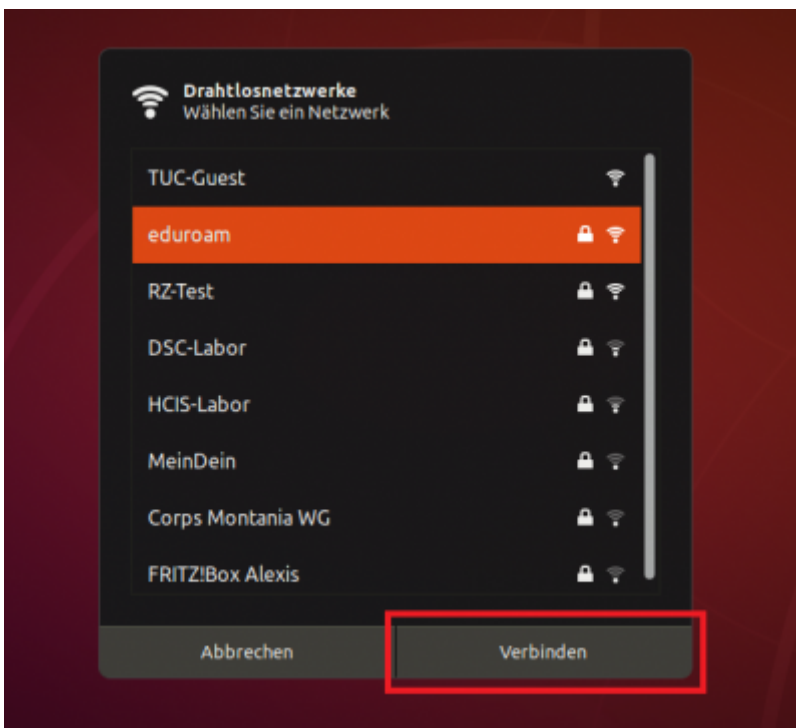 Drahtlosnetzwerke
Wählen Sie ein Netzwerk
TUC-Guest
eduroam
RZ-Test
DSC-Labor
HCIS-Labor
MeinDein
Corps Montania WG
FRITZ!Box Alexis
Abbrechen
Verbinden